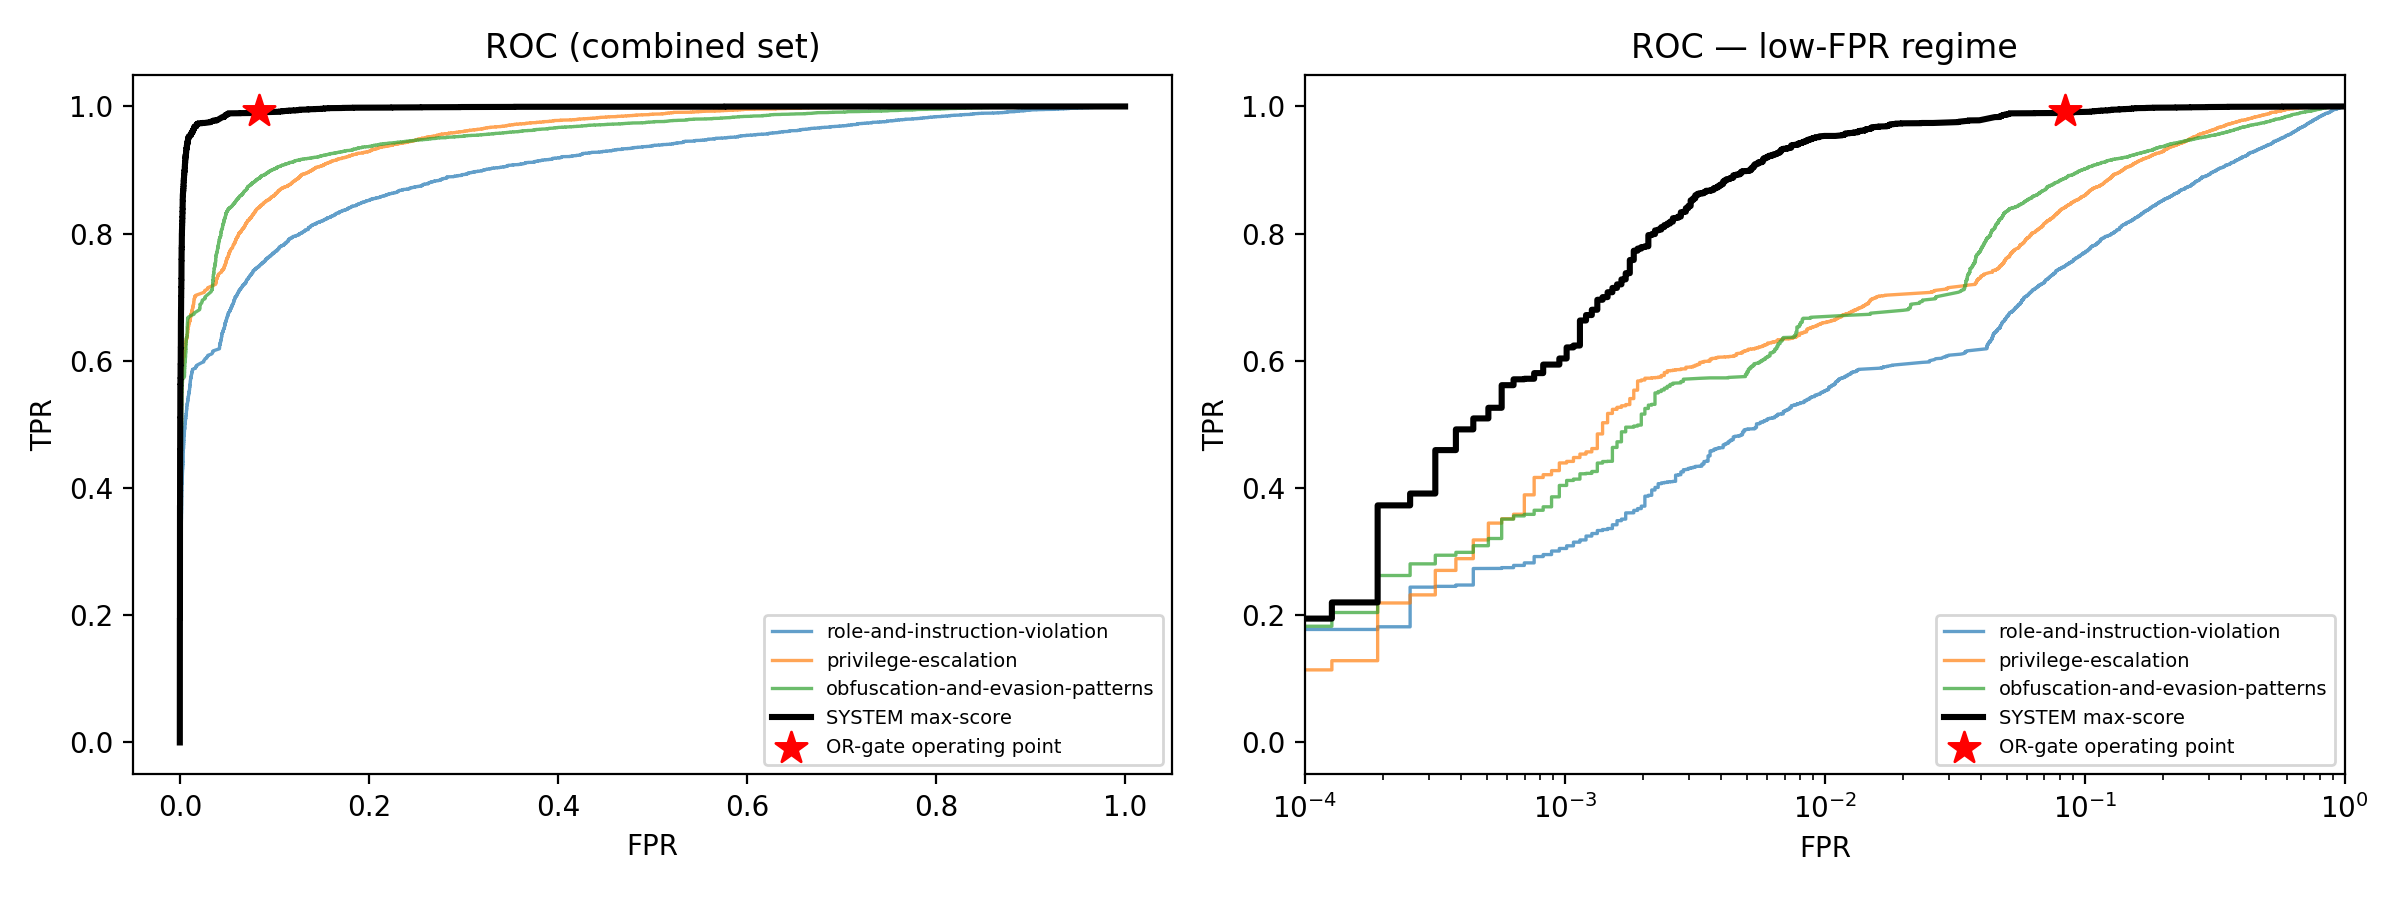 ROC (combined set)
TPR
1.0
0.8
0.6
0.4
0.2
0.0
0.0
0.2
0.4
0.6
0.8
1.0
FPR
role-and-instruction-violation
privilege-escalation
obfuscation-and-evasion-patterns
SYSTEM max-score
OR-gate operating point
ROC — low-FPR regime
TPR
1.0
0.8
0.6
0.4
0.2
0.0
10⁻⁴
10⁻³
10⁻²
10⁻¹
10⁰
FPR
role-and-instruction-violation
privilege-escalation
obfuscation-and-evasion-patterns
SYSTEM max-score
OR-gate operating point